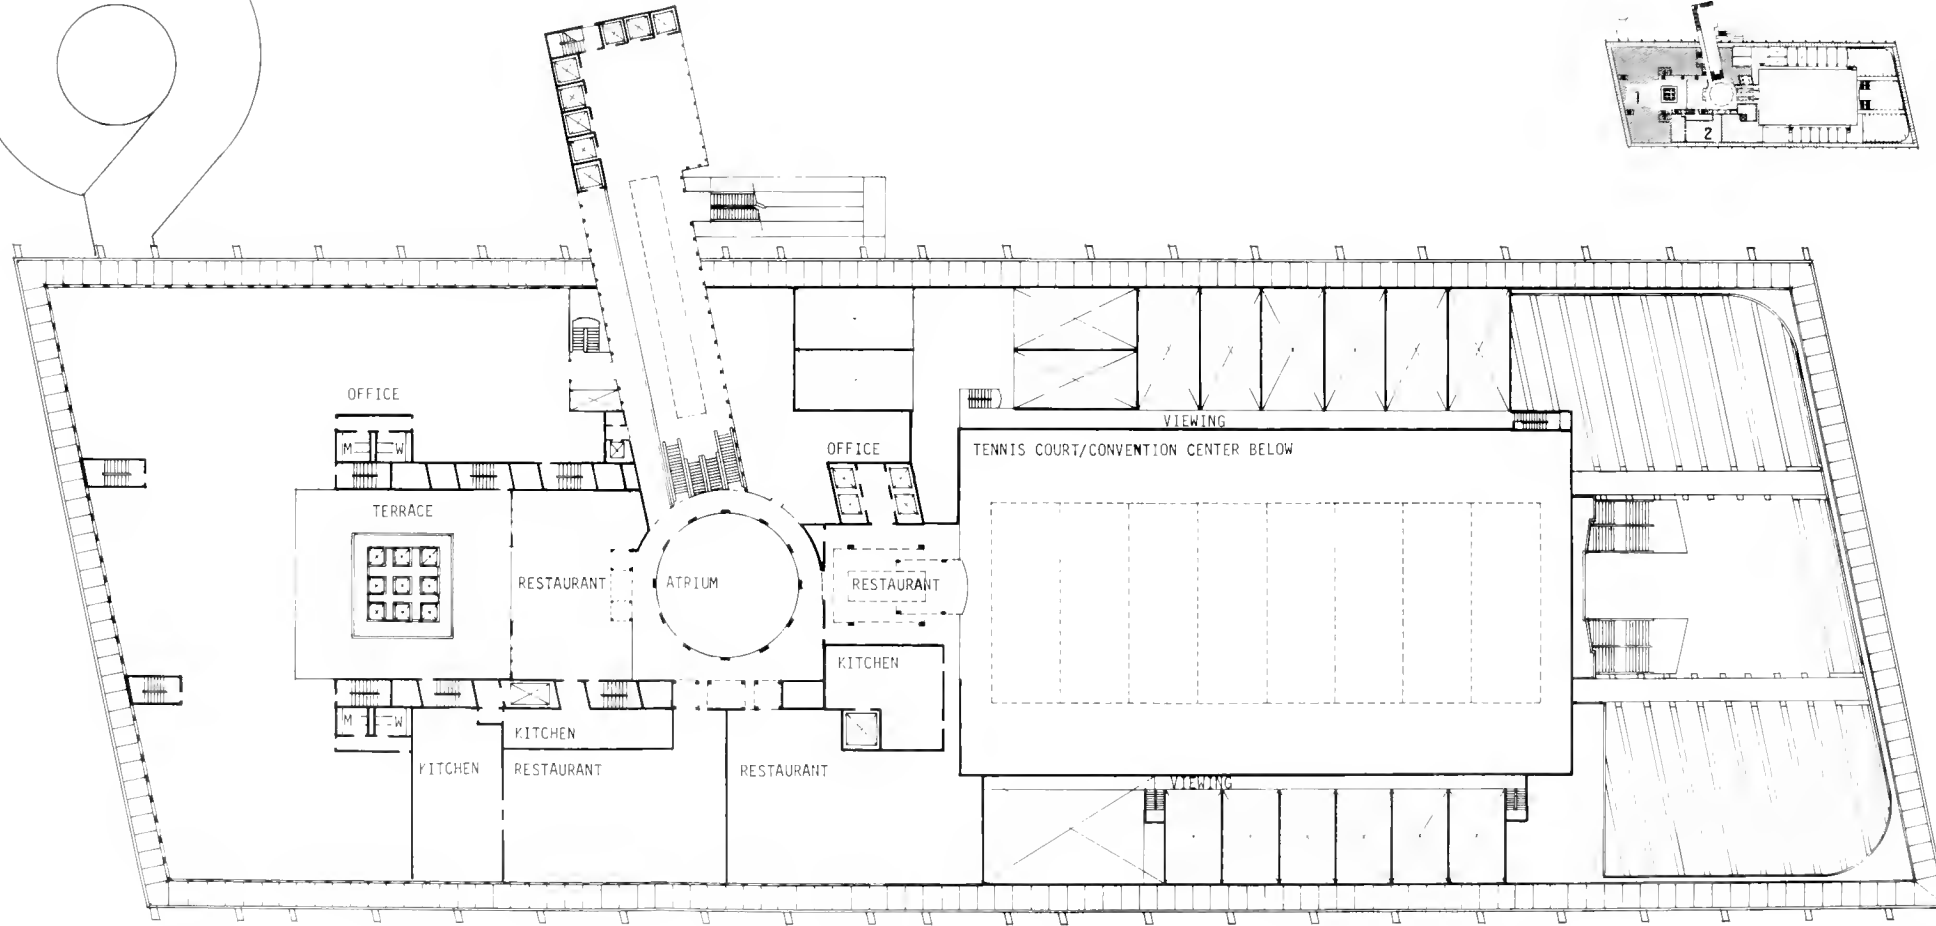 1
2
OFFICE
M W
VIEWING
OFFICE
TENNIS COURT/CONVENTION CENTER BELOW
TERRACE
RESTAURANT
ATRIUM
RESTAURANT
KITCHEN
M W
KITCHEN
KITCHEN
RESTAURANT
RESTAURANT
VIEWING